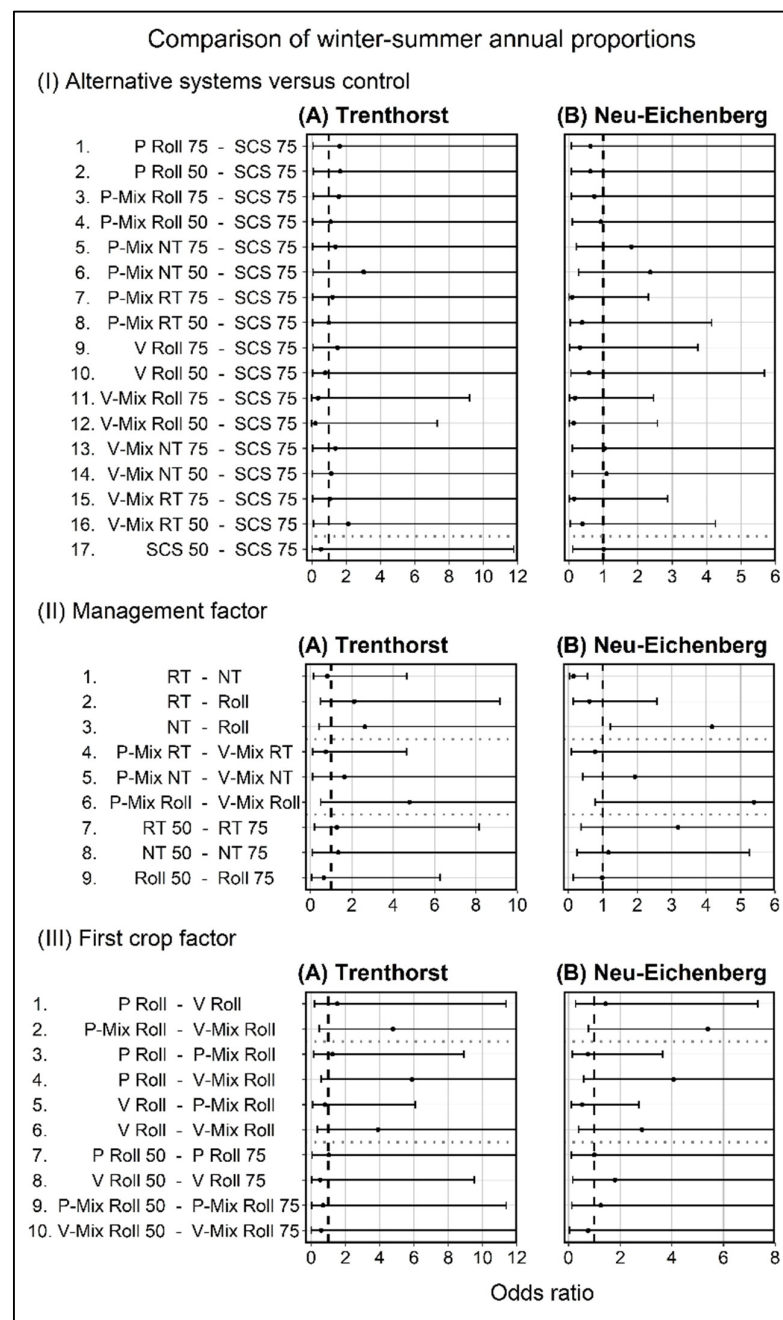 Comparison of winter-summer annual proportions
(I) Alternative systems versus control
(A) Trenthorst (B) Neu-Eichenberg
1. P Roll 75 - SCS 75
2. P Roll 50 - SCS 75
3. P-Mix Roll 75 - SCS 75
4. P-Mix Roll 50 - SCS 75
5. P-Mix NT 75 - SCS 75
6. P-Mix NT 50 - SCS 75
7. P-Mix RT 75 - SCS 75
8. P-Mix RT 50 - SCS 75
9. V Roll 75 - SCS 75
10. V Roll 50 - SCS 75
11. V-Mix Roll 75 - SCS 75
12. V-Mix Roll 50 - SCS 75
13. V-Mix NT 75 - SCS 75
14. V-Mix NT 50 - SCS 75
15. V-Mix RT 75 - SCS 75
16. V-Mix RT 50 - SCS 75
17. SCS 50 - SCS 75
0 2 4 6 8 10 12 0 1 2 3 4 5 6
(II) Management factor
(A) Trenthorst (B) Neu-Eichenberg
1. RT - NT
2. RT - Roll
3. NT - Roll
4. P-Mix RT - V-Mix RT
5. P-Mix NT - V-Mix NT
6. P-Mix Roll - V-Mix Roll
7. RT 50 - RT 75
8. NT 50 - NT 75
9. Roll 50 - Roll 75
0 2 4 6 8 10 0 1 2 3 4 5 6
(III) First crop factor
(A) Trenthorst (B) Neu-Eichenberg
1. P Roll - V Roll
2. P-Mix Roll - V-Mix Roll
3. P Roll - P-Mix Roll
4. P Roll - V-Mix Roll
5. V Roll - P-Mix Roll
6. V Roll - V-Mix Roll
7. P Roll 50 - P Roll 75
8. V Roll 50 - V Roll 75
9. P-Mix Roll 50 - P-Mix Roll 75
10. V-Mix Roll 50 - V-Mix Roll 75
0 2 4 6 8 10 12 0 2 4 6 8
Odds ratio